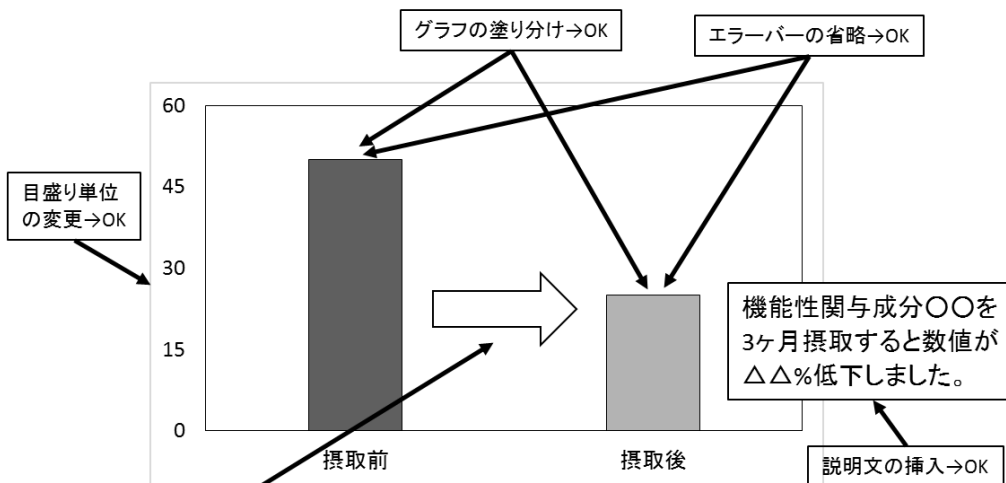 グラフの塗り分け→OK
エラーバーの省略→OK
目盛り単位
の変更→OK
60
45
30
15
0
摂取前
摂取後
機能性関与成分〇〇を
3ヶ月摂取すると数値が
△△%低下しました。
説明文の挿入→OK